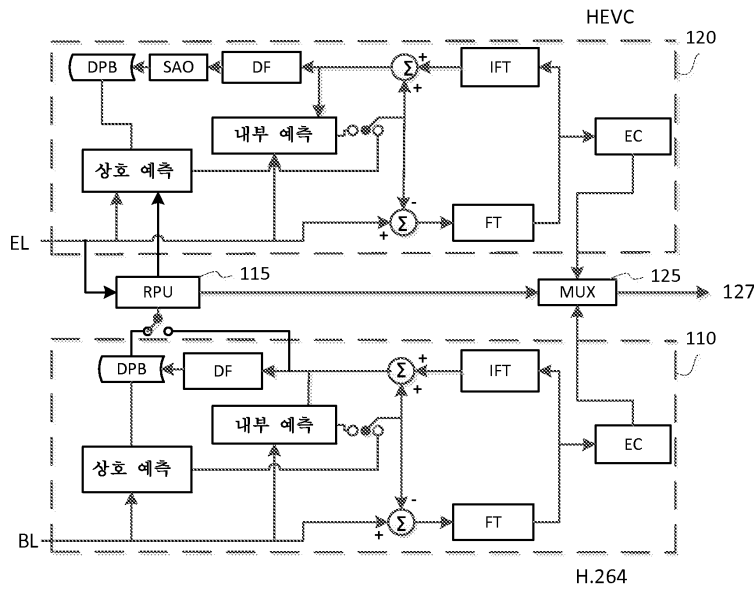 HEVC
120
DPB
SAO
DF
Σ
+
+
IFT
내부 예측
EC
상호 예측
-
Σ
+
FT
EL
RPU
115
MUX
125
127
110
DPB
DF
Σ
+
+
IFT
내부 예측
EC
상호 예측
-
Σ
+
FT
BL
H.264